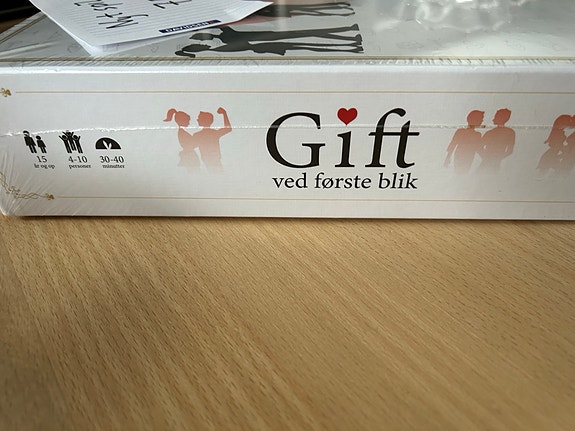 Gift
ved første blik
15
år og op
4-10
personer
30-40
minutter